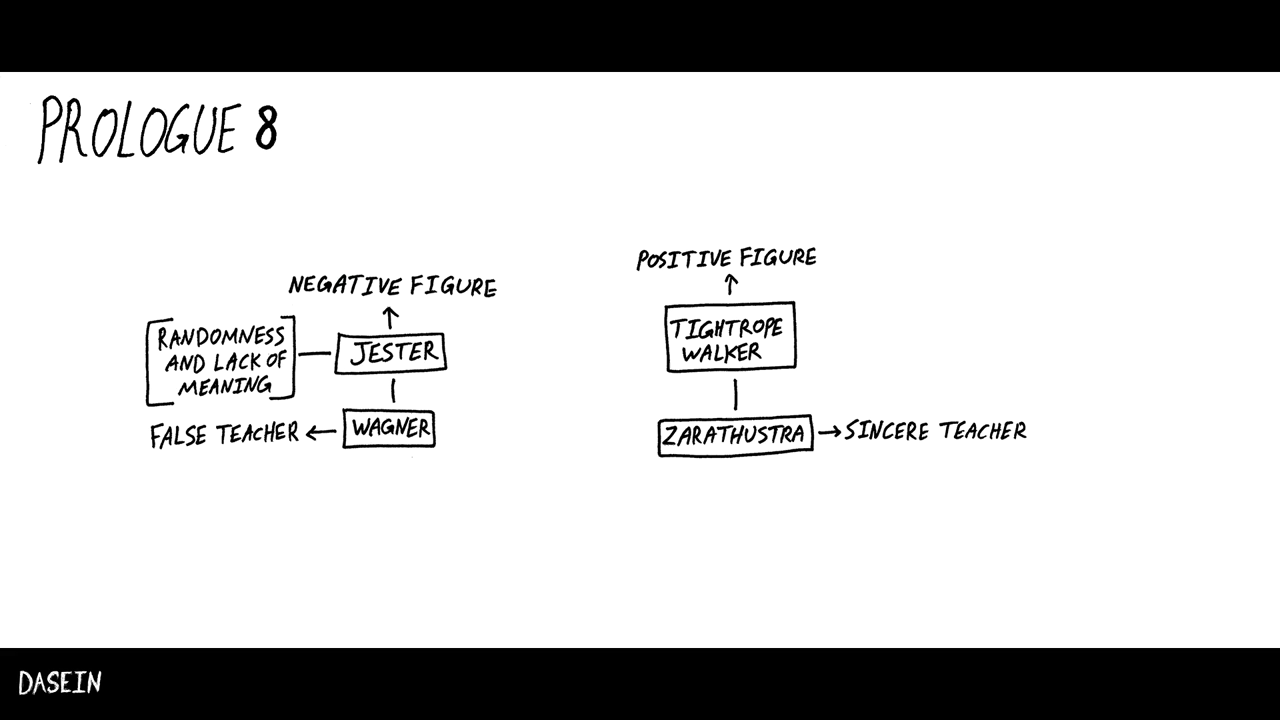 PROLOGUE 8
NEGATIVE FIGURE
RANDOMNESS
AND LACK OF
MEANING
JESTER
FALSE TEACHER
WAGNER
POSITIVE FIGURE
TIGHTROPE
WALKER
ZARATHUSTRA
SINCERE TEACHER
DASEIN